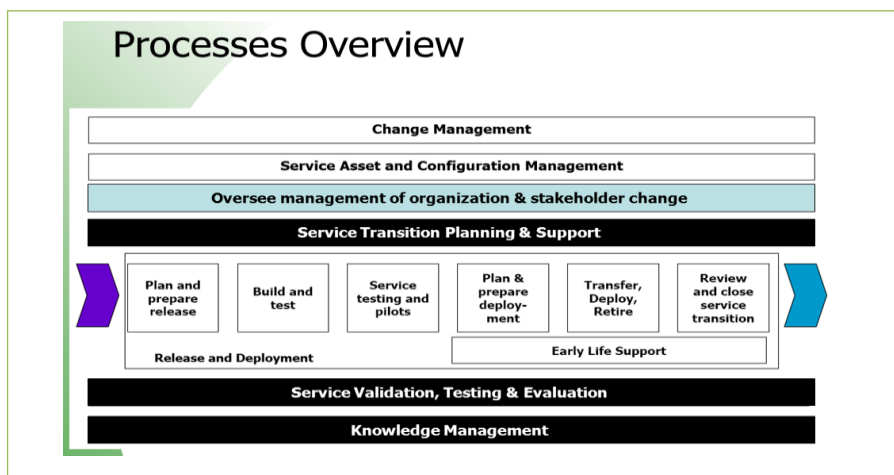 Processes Overview
Change Management
Service Asset and Configuration Management
Oversee management of organization & stakeholder change
Service Transition Planning & Support
Plan and
prepare
release
Build and
test
Service
testing and
pilots
Plan &
prepare
deploy-
ment
Transfer,
Deploy,
Retire
Review
and close
service
transition
Release and Deployment
Early Life Support
Service Validation, Testing & Evaluation
Knowledge Management